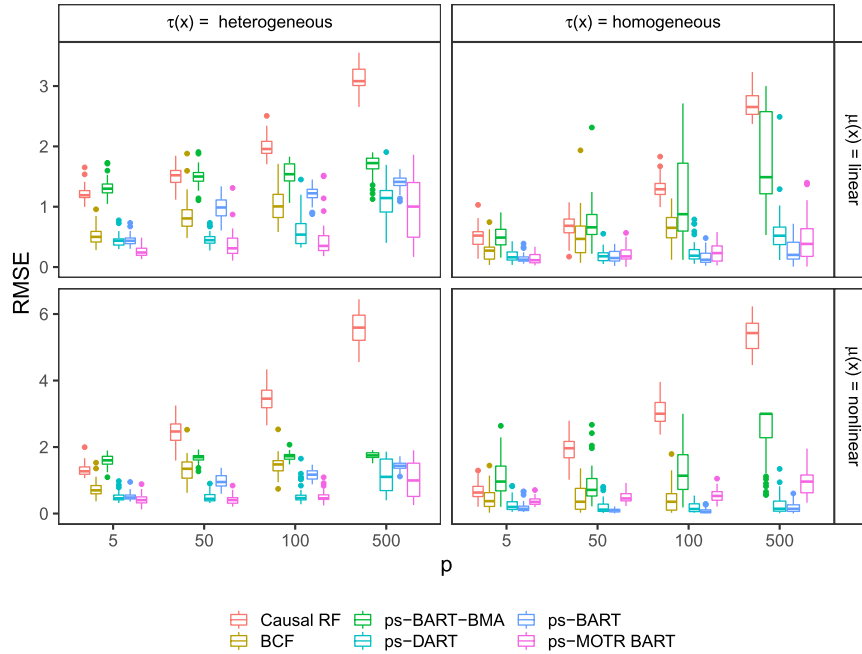 τ(x) = heterogeneous
τ(x) = homogeneous
μ(x) = linear
μ(x) = nonlinear
RMSE
3
2
1
0
6
4
2
0
5
50
100
500
5
50
100
500
p
Causal RF
ps−BART−BMA
ps−BART
BCF
ps−DART
ps−MOTR BART